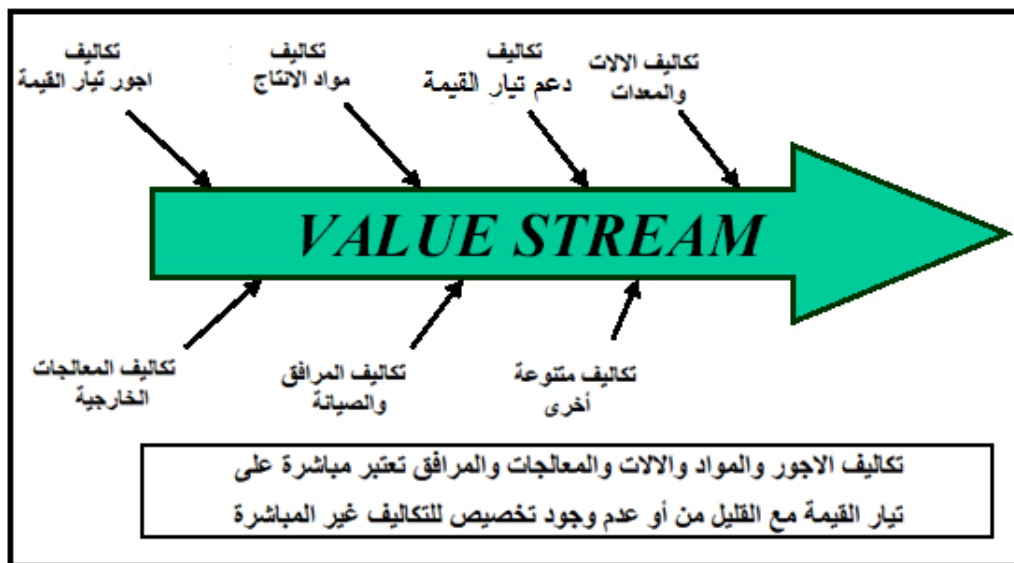 تكاليف
اجور تيار القيمة
تكاليف
مواد الانتاج
تكاليف
دعم تيار القيمة
تكاليف الالات
والمعدات
VALUE STREAM
تكاليف المعالجات
الخارجية
تكاليف المرافق
والصيانة
تكاليف متنوعة
أخرى
تكاليف الاجور والمواد والالات والمعالجات والمرافق تعتبر مباشرة على
تيار القيمة مع القليل من أو عدم وجود تخصيص للتكاليف غير المباشرة